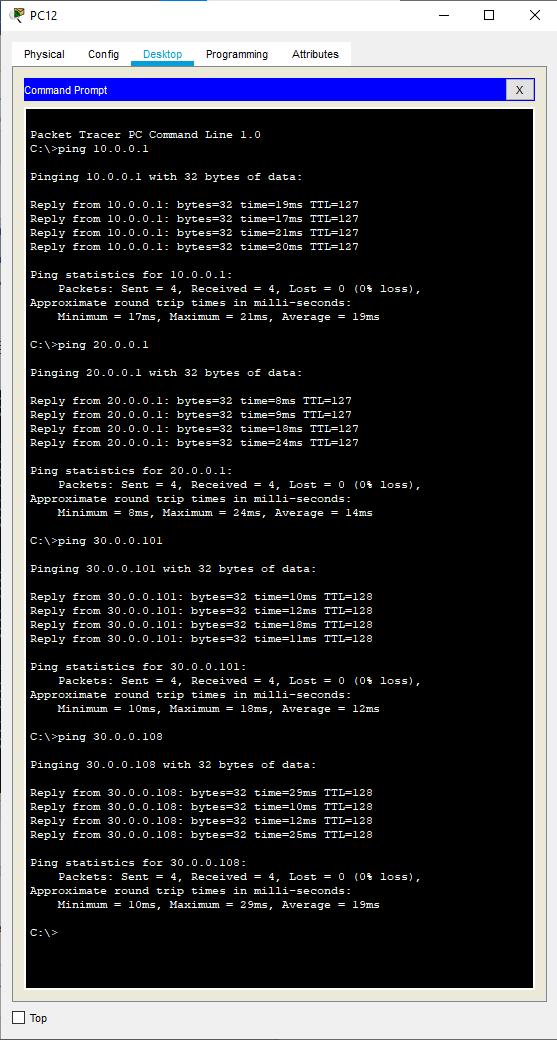 PC12
Physical Config Desktop Programming Attributes
Command Prompt X
Packet Tracer PC Command Line 1.0
C:\>ping 10.0.0.1
Pinging 10.0.0.1 with 32 bytes of data:
Reply from 10.0.0.1: bytes=32 time=19ms TTL=127
Reply from 10.0.0.1: bytes=32 time=17ms TTL=127
Reply from 10.0.0.1: bytes=32 time=21ms TTL=127
Reply from 10.0.0.1: bytes=32 time=20ms TTL=127
Ping statistics for 10.0.0.1:
    Packets: Sent = 4, Received = 4, Lost = 0 (0% loss),
Approximate round trip times in milli-seconds:
    Minimum = 17ms, Maximum = 21ms, Average = 19ms
C:\>ping 20.0.0.1
Pinging 20.0.0.1 with 32 bytes of data:
Reply from 20.0.0.1: bytes=32 time=8ms TTL=127
Reply from 20.0.0.1: bytes=32 time=9ms TTL=127
Reply from 20.0.0.1: bytes=32 time=18ms TTL=127
Reply from 20.0.0.1: bytes=32 time=24ms TTL=127
Ping statistics for 20.0.0.1:
    Packets: Sent = 4, Received = 4, Lost = 0 (0% loss),
Approximate round trip times in milli-seconds:
    Minimum = 8ms, Maximum = 24ms, Average = 14ms
C:\>ping 30.0.0.101
Pinging 30.0.0.101 with 32 bytes of data:
Reply from 30.0.0.101: bytes=32 time=10ms TTL=128
Reply from 30.0.0.101: bytes=32 time=12ms TTL=128
Reply from 30.0.0.101: bytes=32 time=18ms TTL=128
Reply from 30.0.0.101: bytes=32 time=11ms TTL=128
Ping statistics for 30.0.0.101:
    Packets: Sent = 4, Received = 4, Lost = 0 (0% loss),
Approximate round trip times in milli-seconds:
    Minimum = 10ms, Maximum = 18ms, Average = 12ms
C:\>ping 30.0.0.108
Pinging 30.0.0.108 with 32 bytes of data:
Reply from 30.0.0.108: bytes=32 time=29ms TTL=128
Reply from 30.0.0.108: bytes=32 time=10ms TTL=128
Reply from 30.0.0.108: bytes=32 time=12ms TTL=128
Reply from 30.0.0.108: bytes=32 time=25ms TTL=128
Ping statistics for 30.0.0.108:
    Packets: Sent = 4, Received = 4, Lost = 0 (0% loss),
Approximate round trip times in milli-seconds:
    Minimum = 10ms, Maximum = 29ms, Average = 19ms
C:\>
Top